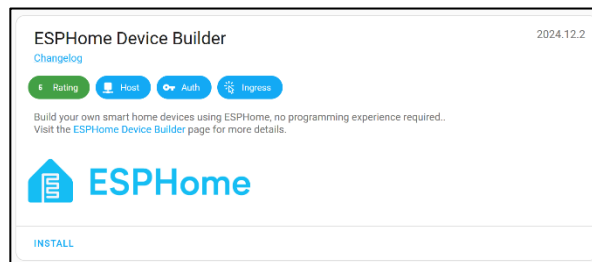 ESPHome Device Builder
2024.12.2
Changelog
6 Rating Host Auth Ingress
Build your own smart home devices using ESPHome, no programming experience required..
Visit the ESPHome Device Builder page for more details.
ESPHome
INSTALL